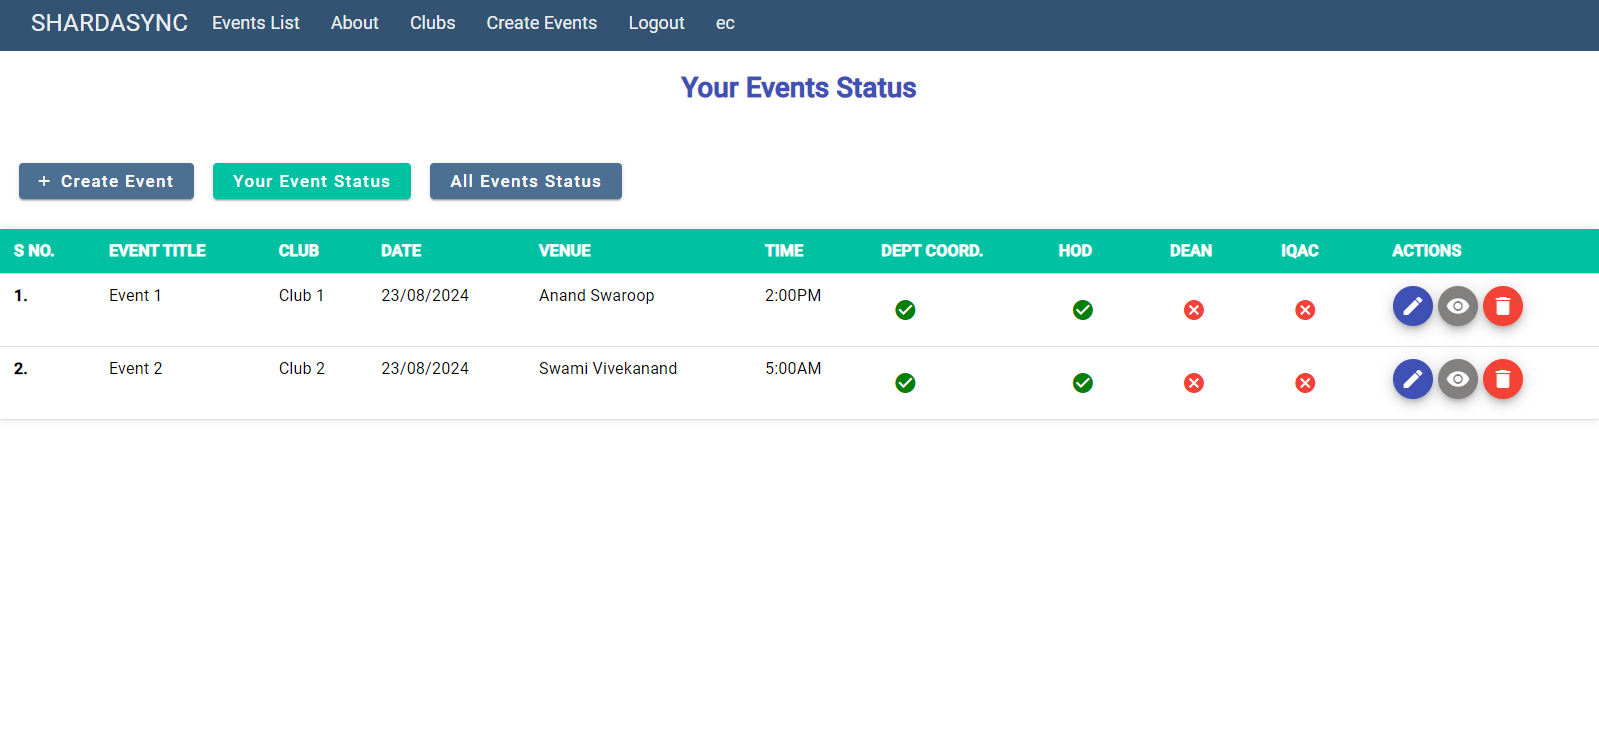 SHARDASYNC Events List About Clubs Create Events Logout ec
Your Events Status
+ Create Event Your Event Status All Events Status
S NO. EVENT TITLE CLUB DATE VENUE TIME DEPT COORD. HOD DEAN IQAC ACTIONS
1. Event 1 Club 1 23/08/2024 Anand Swaroop 2:00PM
2. Event 2 Club 2 23/08/2024 Swami Vivekanand 5:00AM